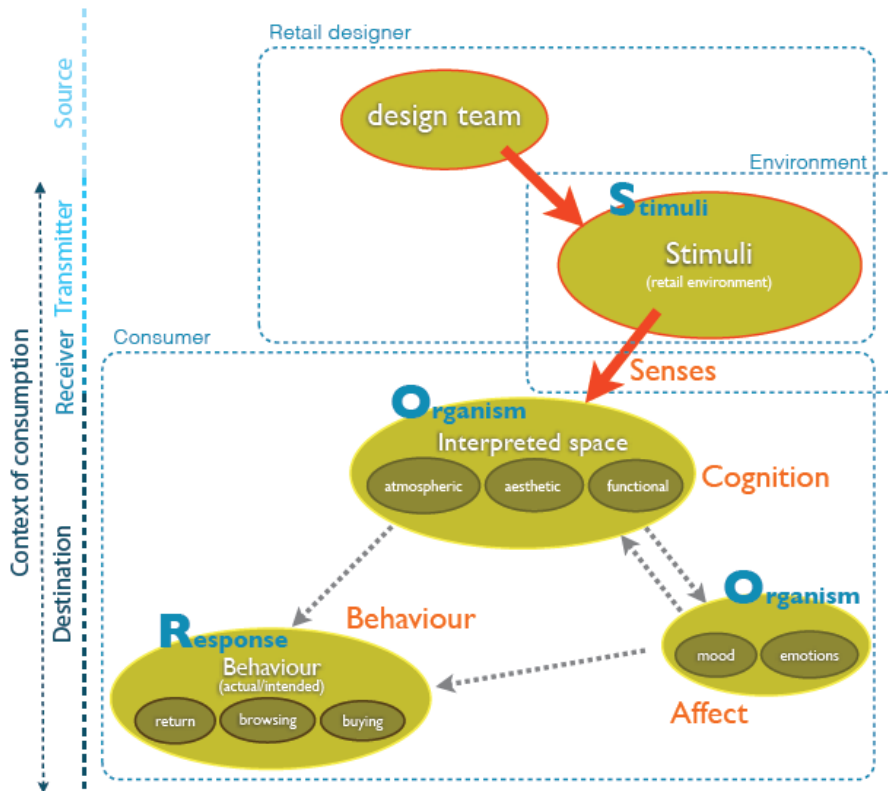 Retail designer
Source
design team
Environment
Stimuli
Stimuli
(retail environment)
Transmitter
Consumer
Receiver
Senses
Context of consumption
Organism
Interpreted space
atmospheric
aesthetic
functional
Cognition
Destination
Organism
mood
emotions
Affect
Behaviour
Response
Behaviour
(actual/intended)
return
browsing
buying